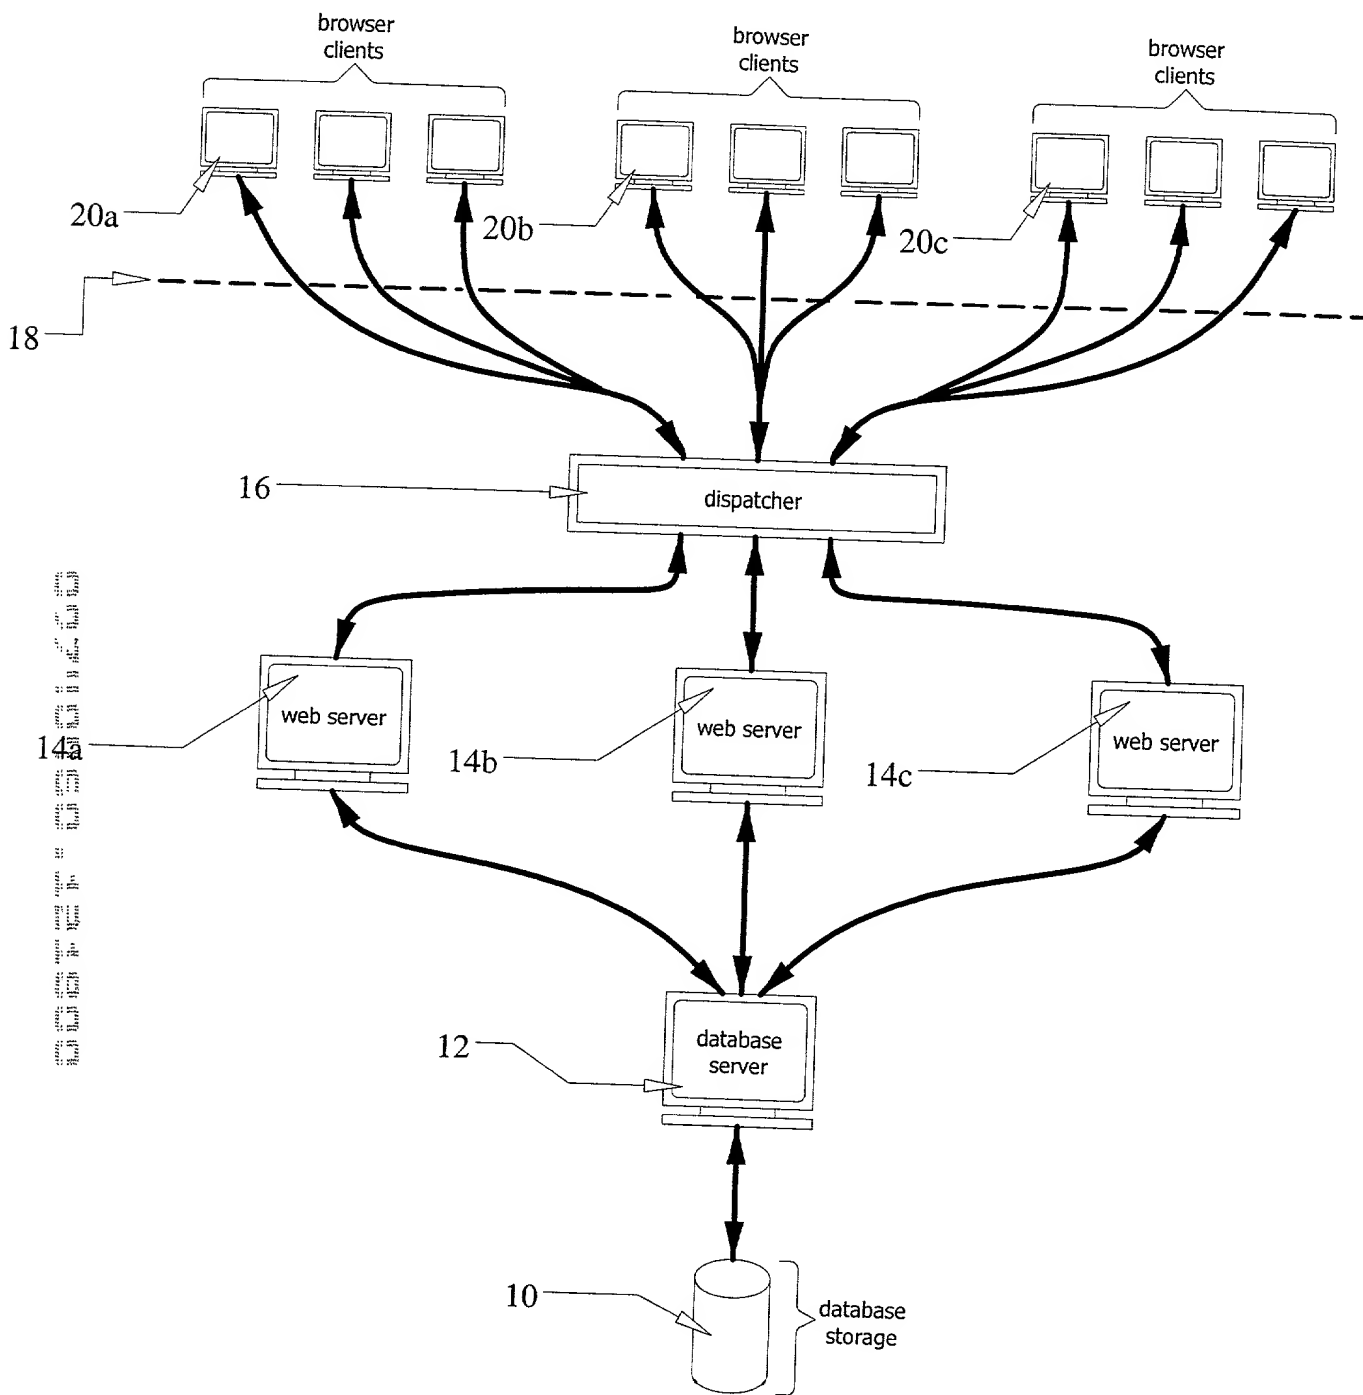 browser
clients
browser
clients
browser
clients
20a
20b
20c
18
16
dispatcher
web server
14a
web server
14b
web server
14c
database
server
12
10
database
storage